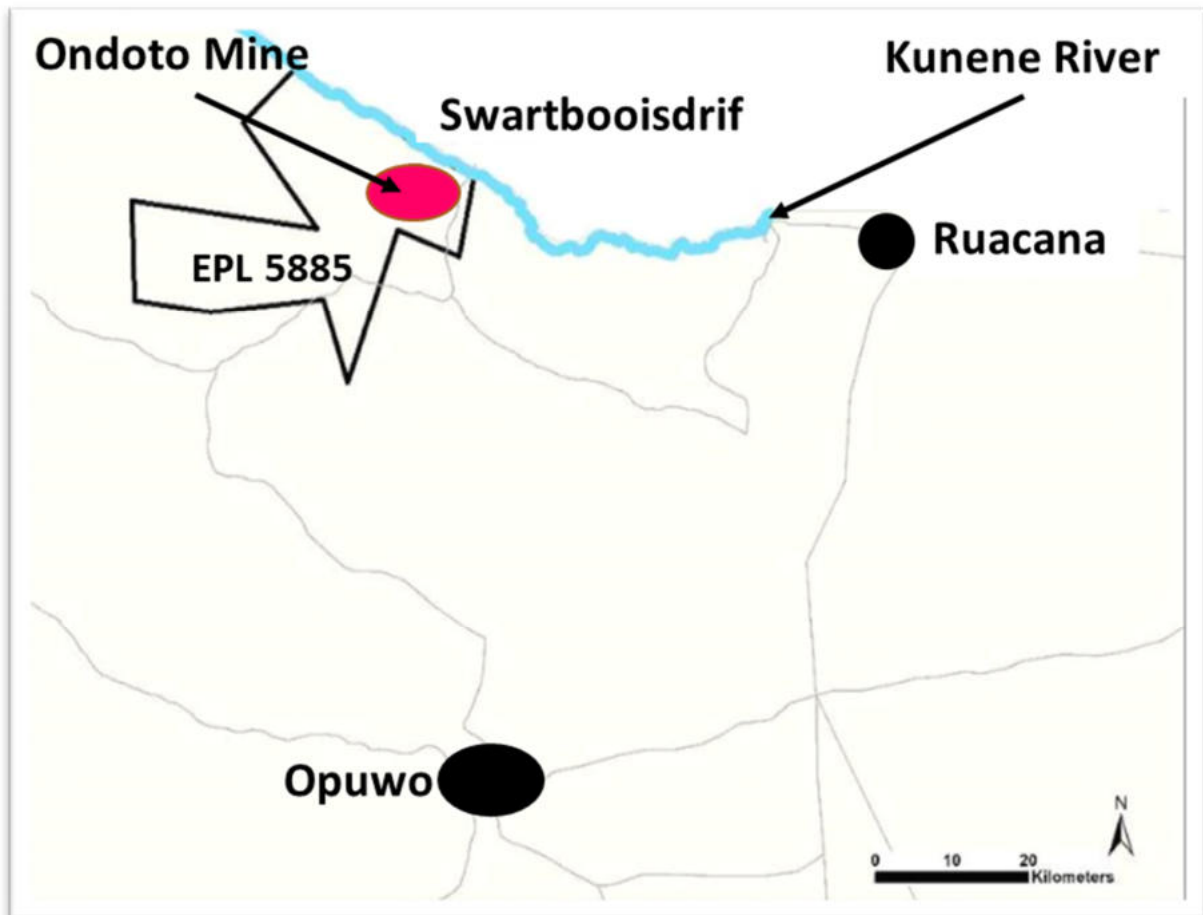 Ondoto Mine
Kunene River
Swartbooisdrif
Ruacana
EPL 5885
Opuwo
N
0 10 20
Kilometers